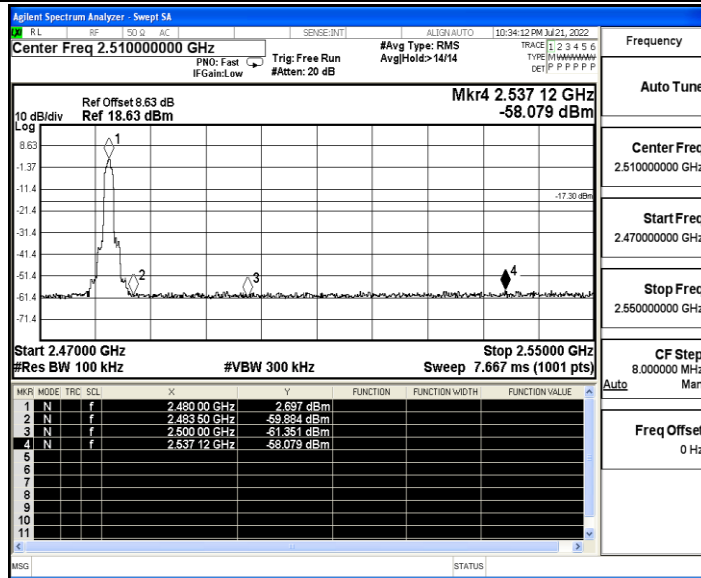 Agilent Spectrum Analyzer - Swept SA
RL RF 50 Ω AC SENSE:INT ALIGN AUTO 10:34:12 PM Jul 21, 2022
Center Freq 2.510000000 GHz
#Avg Type: RMS
TRACE 1 2 3 4 5 6
PNO: Fast
Trig: Free Run
Avg|Hold:>14/14
TYPE MWWWWW
IFGain:Low
#Atten: 20 dB
DET P P P P P P
Mkr4 2.537 12 GHz
-58.079 dBm
Ref Offset 8.63 dB
10 dB/div Ref 18.63 dBm
Log
8.63
-1.37
-11.4
-21.4
-31.4
-41.4
-51.4
-61.4
-71.4
1
2
3
4
-17.30 dBm
Start 2.47000 GHz Stop 2.55000 GHz
#Res BW 100 kHz #VBW 300 kHz Sweep 7.667 ms (1001 pts)
MKR MODE TRC SCL X Y FUNCTION FUNCTION WIDTH FUNCTION VALUE
1 N f 2.480 00 GHz 2.697 dBm
2 N f 2.483 50 GHz -59.884 dBm
3 N f 2.500 00 GHz -61.351 dBm
4 N f 2.537 12 GHz -58.079 dBm
5
6
7
8
9
10
11
MSG STATUS
Frequency
Auto Tune
Center Freq
2.510000000 GHz
Start Freq
2.470000000 GHz
Stop Freq
2.550000000 GHz
CF Step
8.000000 MHz
Auto Man
Freq Offset
0 Hz